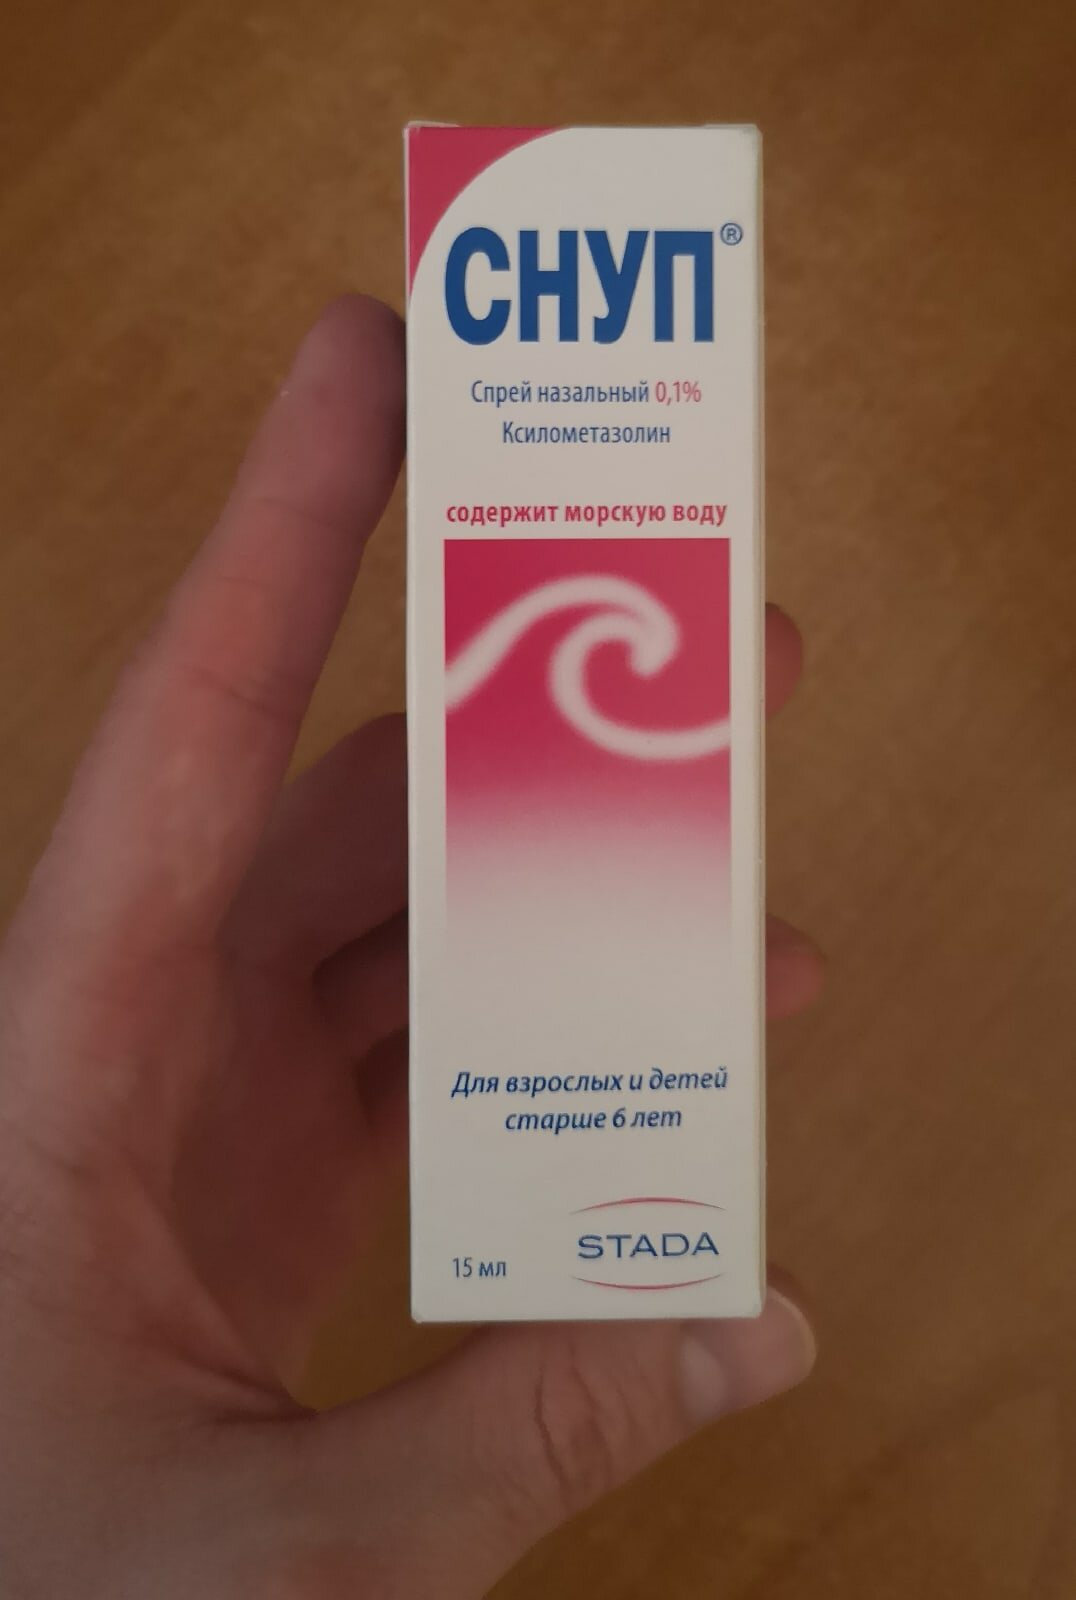 СНУП®
Спрей назальный 0,1%
Ксилометазолин
содержит морскую воду
Для взрослых и детей
старше 6 лет
15 мл
STADA